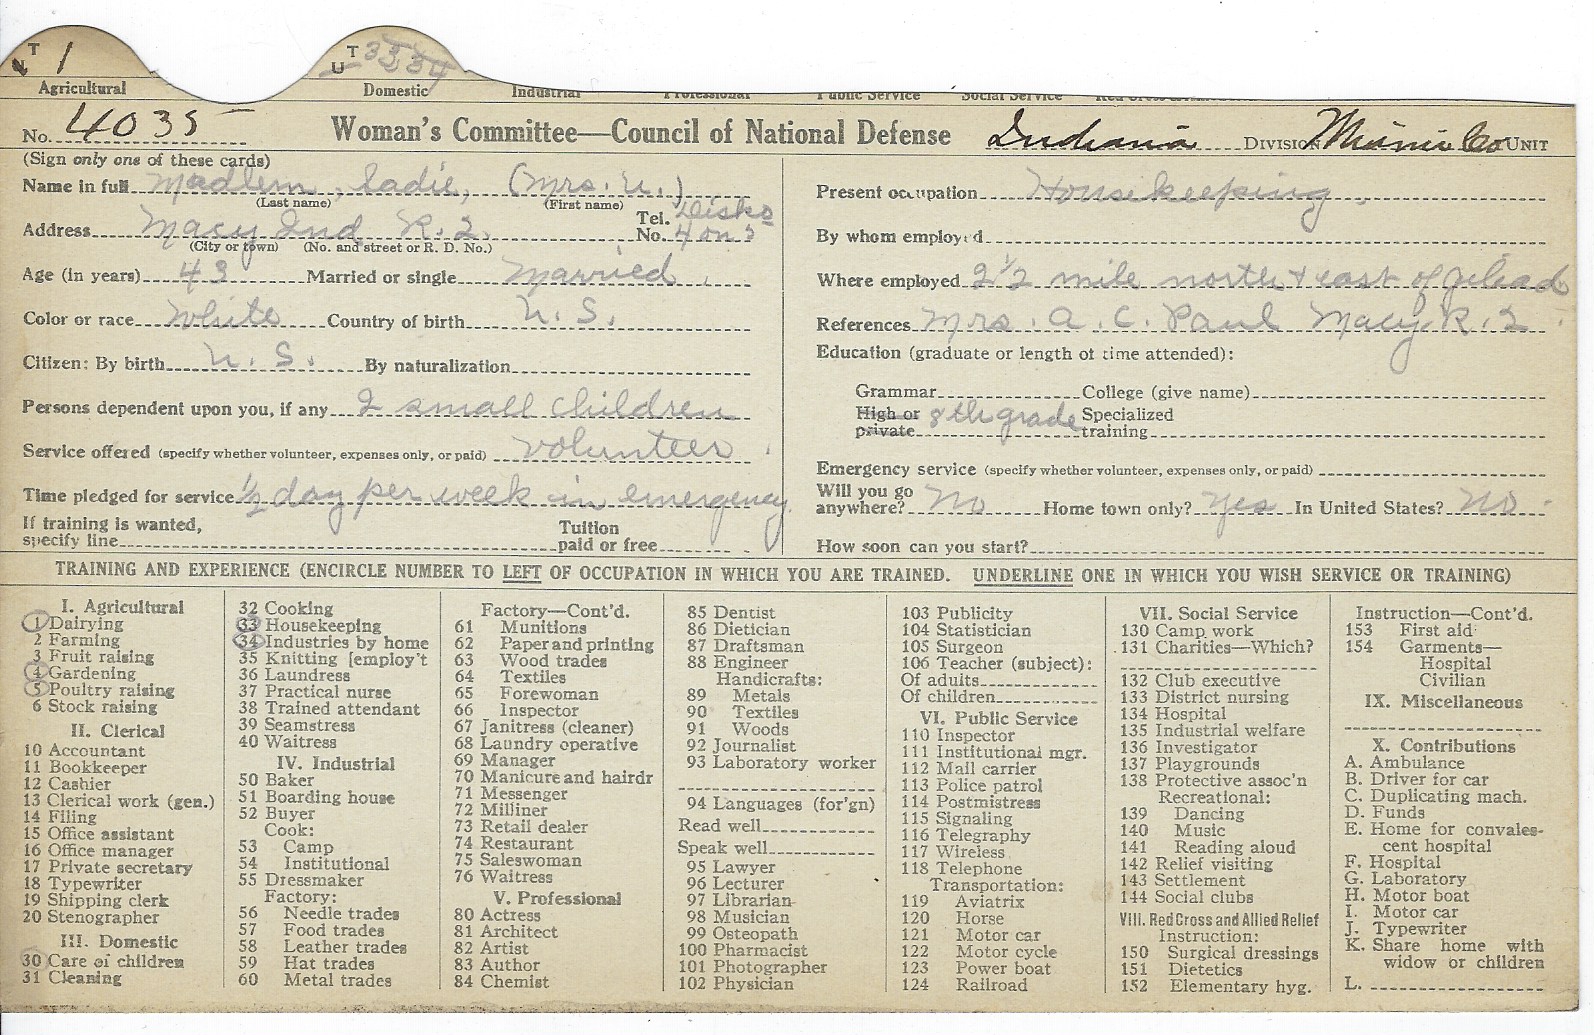 T 1 T 33 34
U
Agricultural Domestic Industrial Professional Public Service Social Service
No. 4035 Woman's Committee—Council of National Defense Indiana DIVISION Miami Co UNIT
(Sign only one of these cards)
Name in full Madlem, Sadie, (Mrs. U.)
(Last name) (First name)
Address Macy Ind R. 2. Tel. No. Disko 4 on 5
(City or town) (No. and street or R. D. No.)
Age (in years) 43 Married or single Married.
Color or race White Country of birth U. S.
Citizen: By birth U. S. By naturalization
Persons dependent upon you, if any 2 small children
Service offered (specify whether volunteer, expenses only, or paid) volunteer
Time pledged for service 1/2 day per week in emergency
If training is wanted, specify line Tuition paid or free
Present occupation Housekeeping
By whom employed
Where employed 2 1/2 mile north & east of Gilead
References Mrs. A. C. Paul Macy, R. 2
Education (graduate or length of time attended):
Grammar College (give name)
High or private 8th grade Specialized training
Emergency service (specify whether volunteer, expenses only, or paid)
Will you go anywhere? No Home town only? Yes In United States? No.
How soon can you start?
TRAINING AND EXPERIENCE (ENCIRCLE NUMBER TO LEFT OF OCCUPATION IN WHICH YOU ARE TRAINED. UNDERLINE ONE IN WHICH YOU WISH SERVICE OR TRAINING)
I. Agricultural
1 Dairying
2 Farming
3 Fruit raising
4 Gardening
5 Poultry raising
6 Stock raising
II. Clerical
10 Accountant
11 Bookkeeper
12 Cashier
13 Clerical work (gen.)
14 Filing
15 Office assistant
16 Office manager
17 Private secretary
18 Typewriter
19 Shipping clerk
20 Stenographer
III. Domestic
30 Care of children
31 Cleaning
32 Cooking
33 Housekeeping
34 Industries by home
35 Knitting [employ't
36 Laundress
37 Practical nurse
38 Trained attendant
39 Seamstress
40 Waitress
IV. Industrial
50 Baker
51 Boarding house
52 Buyer
Cook:
53 Camp
54 Institutional
55 Dressmaker
Factory:
56 Needle trades
57 Food trades
58 Leather trades
59 Hat trades
60 Metal trades
Factory—Cont'd.
61 Munitions
62 Paper and printing
63 Wood trades
64 Textiles
65 Forewoman
66 Inspector
67 Janitress (cleaner)
68 Laundry operative
69 Manager
70 Manicure and hairdr
71 Messenger
72 Milliner
73 Retail dealer
74 Restaurant
75 Saleswoman
76 Waitress
V. Professional
80 Actress
81 Architect
82 Artist
83 Author
84 Chemist
85 Dentist
86 Dietician
87 Draftsman
88 Engineer
Handicrafts:
89 Metals
90 Textiles
91 Woods
92 Journalist
93 Laboratory worker
94 Languages (for'gn)
Read well
Speak well
95 Lawyer
96 Lecturer
97 Librarian
98 Musician
99 Osteopath
100 Pharmacist
101 Photographer
102 Physician
103 Publicity
104 Statistician
105 Surgeon
106 Teacher (subject):
Of adults
Of children
VI. Public Service
110 Inspector
111 Institutional mgr.
112 Mail carrier
113 Police patrol
114 Postmistress
115 Signaling
116 Telegraphy
117 Wireless
118 Telephone
Transportation:
119 Aviatrix
120 Horse
121 Motor car
122 Motor cycle
123 Power boat
124 Railroad
VII. Social Service
130 Camp work
131 Charities—Which?
132 Club executive
133 District nursing
134 Hospital
135 Industrial welfare
136 Investigator
137 Playgrounds
138 Protective assoc'n
Recreational:
139 Dancing
140 Music
141 Reading aloud
142 Relief visiting
143 Settlement
144 Social clubs
VIII. Red Cross and Allied Relief
Instruction:
150 Surgical dressings
151 Dietetics
152 Elementary hyg.
Instruction—Cont'd.
153 First aid
154 Garments—
Hospital
Civilian
IX. Miscellaneous
X. Contributions
A. Ambulance
B. Driver for car
C. Duplicating mach.
D. Funds
E. Home for convales-
cent hospital
F. Hospital
G. Laboratory
H. Motor boat
I. Motor car
J. Typewriter
K. Share home with
widow or children
L.